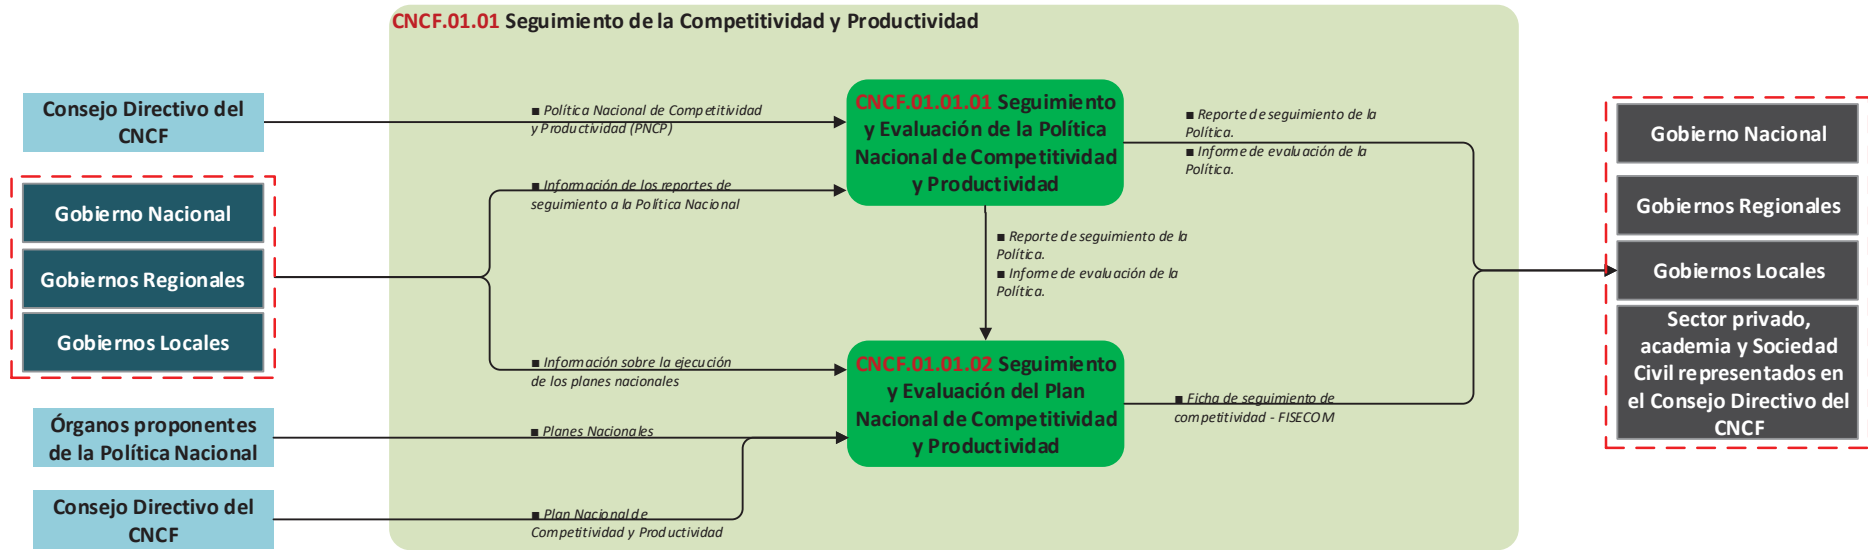 CNCF.01.01 Seguimiento de la Competitividad y Productividad
Consejo Directivo del
CNCF
Gobierno Nacional
Gobiernos Regionales
Gobiernos Locales
Órganos proponentes
de la Política Nacional
Consejo Directivo del
CNCF
■ Política Nacional de Competitividad
y Productividad (PNCP)
■ Información de los reportes de
seguimiento a la Política Nacional
■ Información sobre la ejecución
de los planes nacionales
■ Planes Nacionales
■ Plan Nacional de
Competitividad y Productividad
CNCF.01.01.01 Seguimiento
y Evaluación de la Política
Nacional de Competitividad
y Productividad
■ Reporte de seguimiento de la
Política.
■ Informe de evaluación de la
Política.
CNCF.01.01.02 Seguimiento
y Evaluación del Plan
Nacional de Competitividad
y Productividad
■ Reporte de seguimiento de la
Política.
■ Informe de evaluación de la
Política.
■ Ficha de seguimiento de
competitividad - FISECOM
Gobierno Nacional
Gobiernos Regionales
Gobiernos Locales
Sector privado,
academia y Sociedad
Civil representados en
el Consejo Directivo del
CNCF